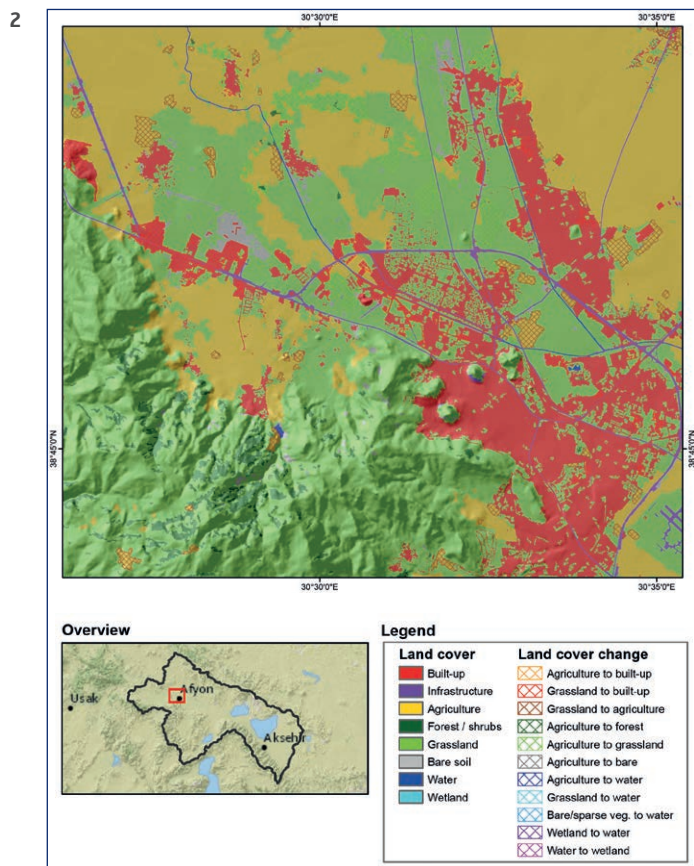 2
30°30'0"E
30°35'0"E
38°45'0"N
38°45'0"N
30°30'0"E
30°35'0"E
Overview
Usak
Afyon
Aksehir
Legend
Land cover
Built-up
Infrastructure
Agriculture
Forest / shrubs
Grassland
Bare soil
Water
Wetland
Land cover change
Agriculture to built-up
Grassland to built-up
Grassland to agriculture
Agriculture to forest
Agriculture to grassland
Agriculture to bare
Agriculture to water
Grassland to water
Bare/sparse veg. to water
Wetland to water
Water to wetland